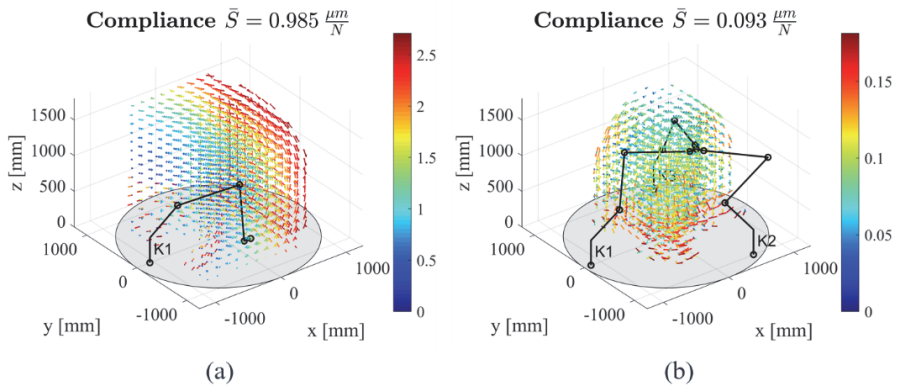 Compliance S̄ = 0.985 μm/N
2.5
2
1.5
1
0.5
0
z [mm]
1500
1000
500
0
1000
0
-1000
y [mm]
-1000
0
1000
x [mm]
K1
(a)
Compliance S̄ = 0.093 μm/N
0.15
0.1
0.05
0
z [mm]
1500
1000
500
0
1000
0
-1000
y [mm]
-1000
0
1000
x [mm]
K1
K2
K3
(b)